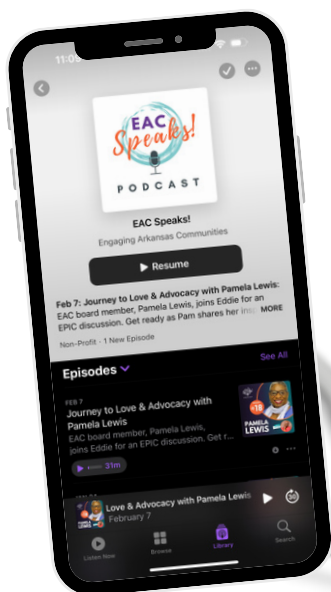 EAC
Speaks!
PODCAST
EAC Speaks!
Engaging Arkansas Communities
Resume
Feb 7: Journey to Love & Advocacy with Pamela Lewis:
EAC board member, Pamela Lewis, joins Eddie for an
EPIC discussion. Get ready as Pam shares her MORE
Non-Profit · 1 New Episode
Episodes
See All
FEB 7
Journey to Love & Advocacy with
Pamela Lewis
EAC board member, Pamela Lewis,
joins Eddie for an EPIC discussion. Get r...
31m
#18
PAMELA
LEWIS
Love & Advocacy with Pamela Lewis
February 7
30
Listen Now
Browse
Library
Search